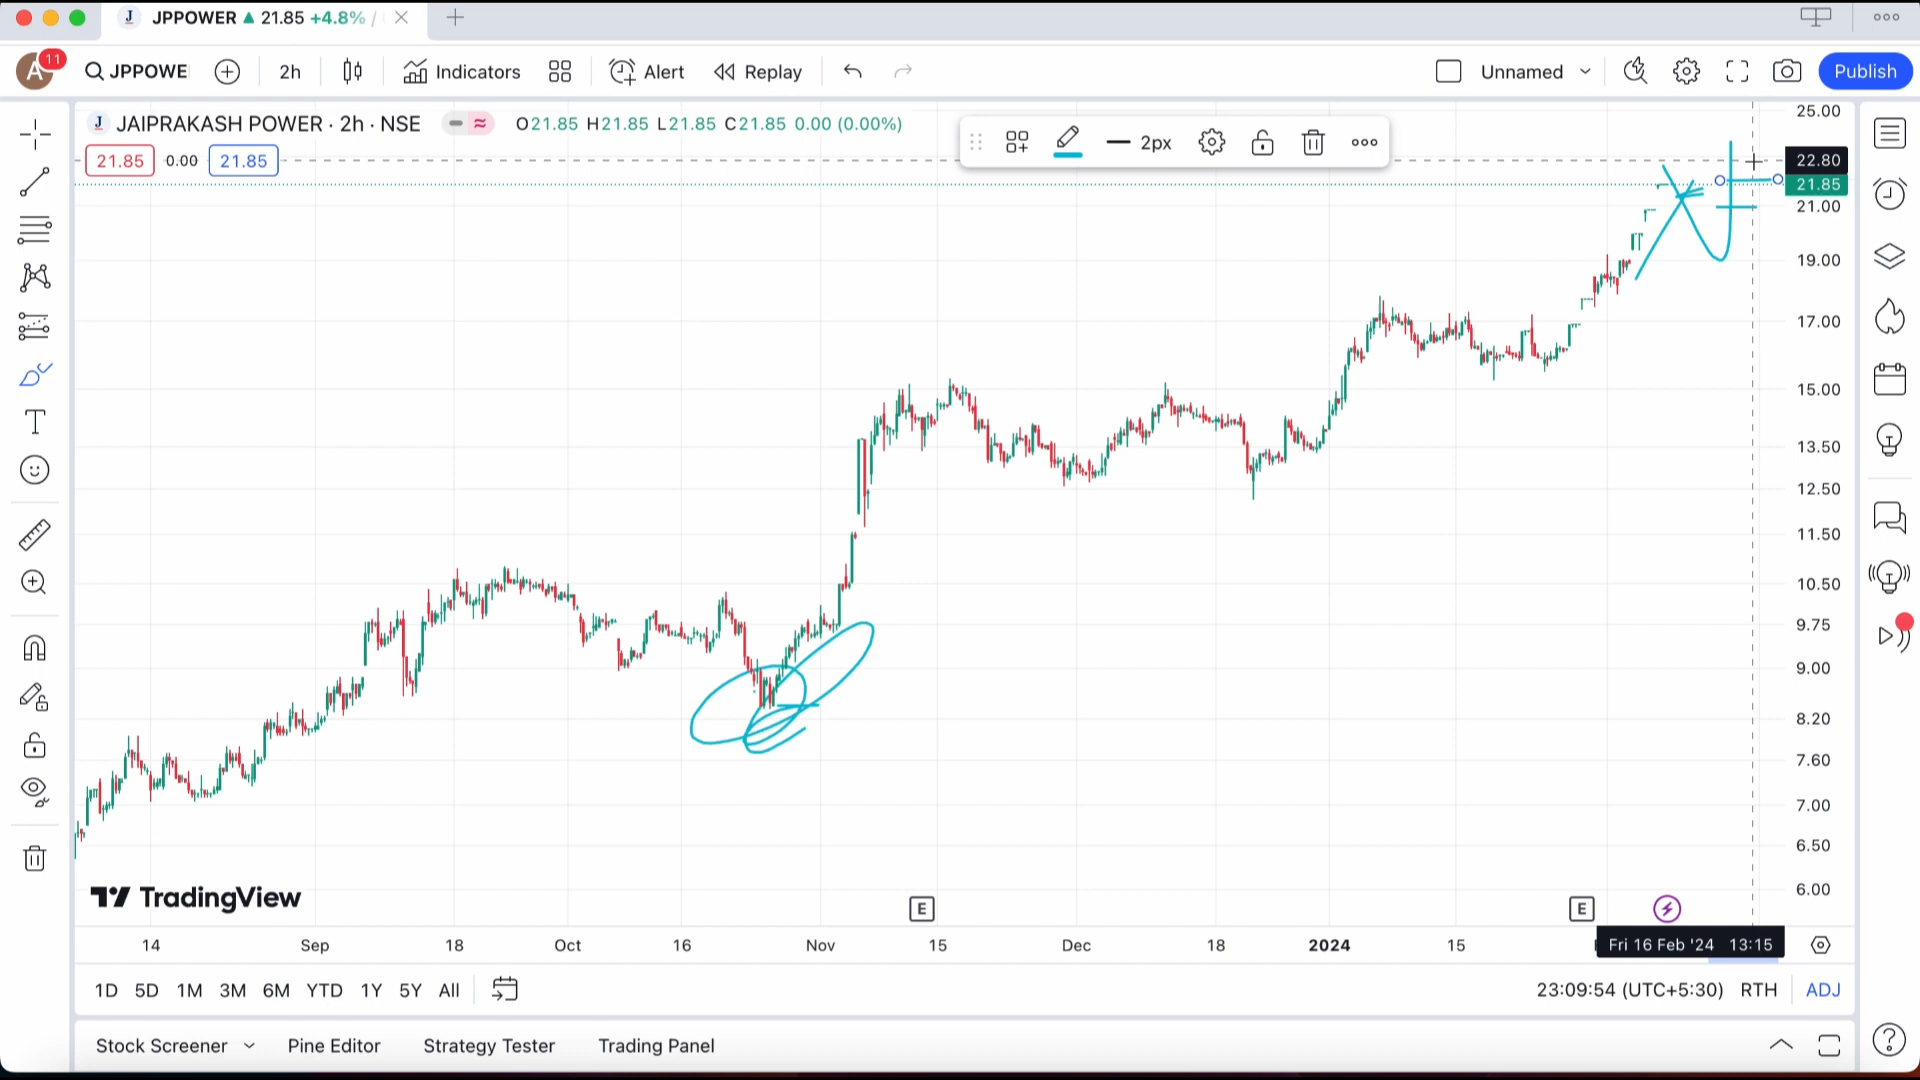 J JPPOWER ▲ 21.85 +4.8% /
A 11 JPPOWE 2h Indicators Alert Replay Unnamed Publish
J JAIPRAKASH POWER · 2h · NSE O21.85 H21.85 L21.85 C21.85 0.00 (0.00%)
21.85 0.00 21.85
2px
25.00
22.80
21.85
21.00
19.00
17.00
15.00
13.50
12.50
11.50
10.50
9.75
9.00
8.20
7.60
7.00
6.50
6.00
TradingView
E E
14 Sep 18 Oct 16 Nov 15 Dec 18 2024 15 Fri 16 Feb '24 13:15
1D 5D 1M 3M 6M YTD 1Y 5Y All 23:09:54 (UTC+5:30) RTH ADJ
Stock Screener Pine Editor Strategy Tester Trading Panel